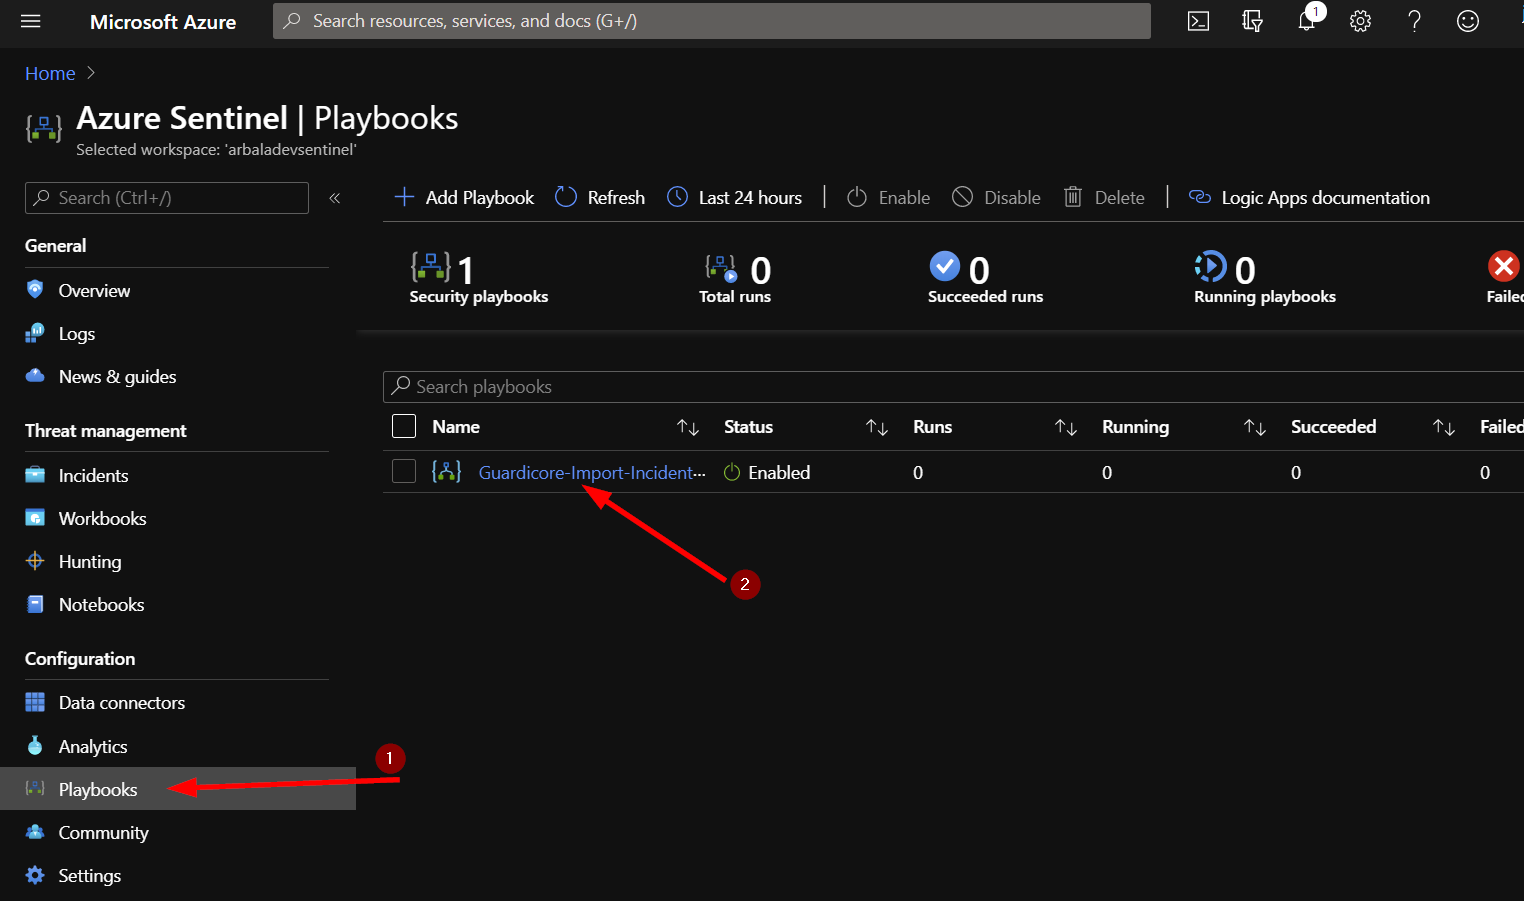 Microsoft Azure
Search resources, services, and docs (G+/)
1
Home
Azure Sentinel | Playbooks
Selected workspace: 'arbaladevsentinel'
Search (Ctrl+/)
«
Add Playbook
Refresh
Last 24 hours
Enable
Disable
Delete
Logic Apps documentation
General
Overview
Logs
News & guides
Threat management
Incidents
Workbooks
Hunting
Notebooks
Configuration
Data connectors
Analytics
Playbooks
Community
Settings
1
Security playbooks
0
Total runs
0
Succeeded runs
0
Running playbooks
Failed
Search playbooks
Name Status Runs Running Succeeded Failed
Guardicore-Import-Incident... Enabled 0 0 0 0
2
1